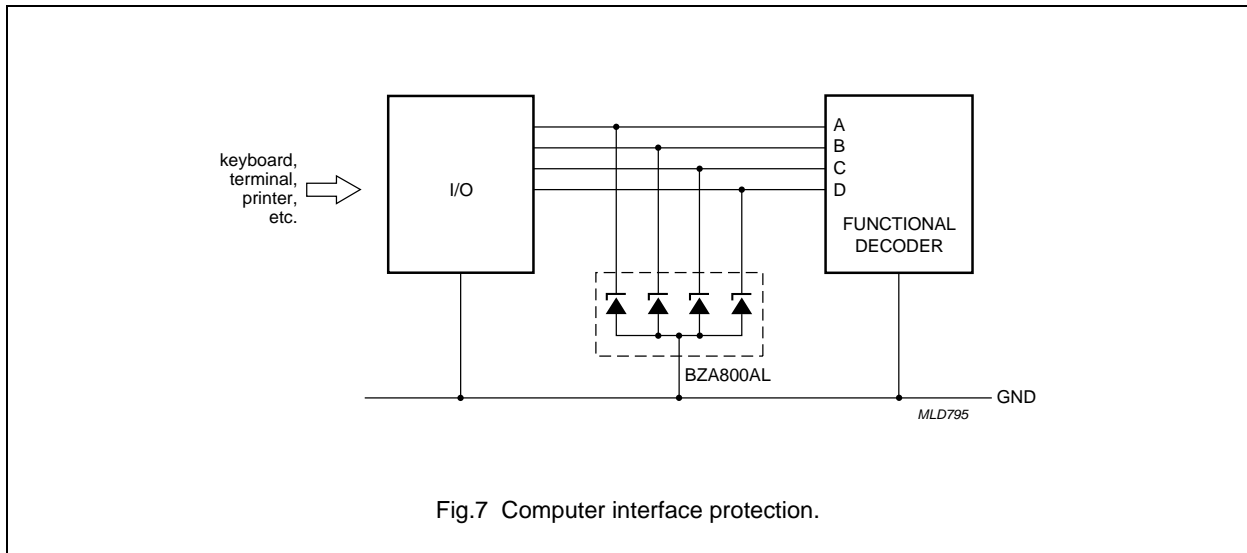 keyboard,
terminal,
printer,
etc.
I/O
A
B
C
D
FUNCTIONAL
DECODER
BZA800AL
GND
MLD795
Fig.7 Computer interface protection.